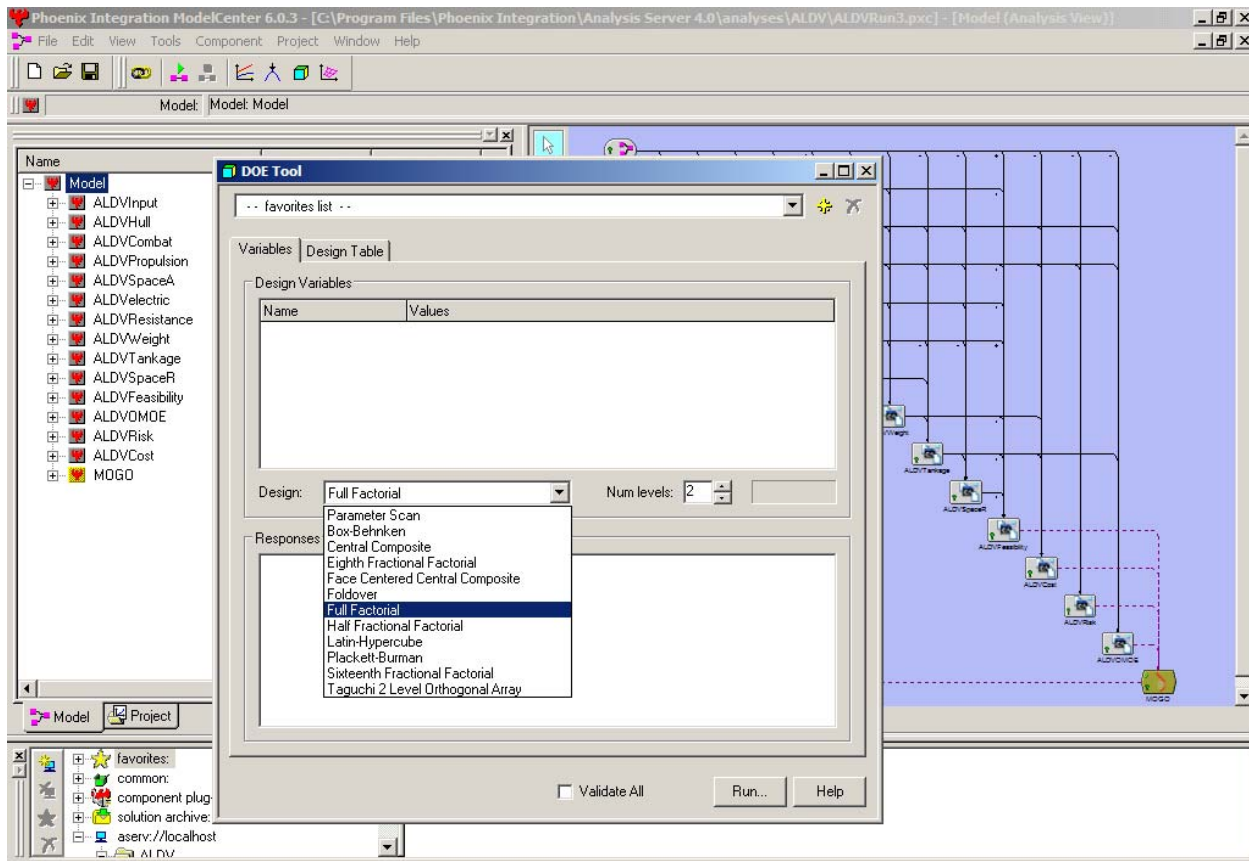 Phoenix Integration ModelCenter 6.0.3 - [C:\Program Files\Phoenix Integration\Analysis Server 4.0\analyses\ALDV\ALDVRun3.pxc] - [Model (Analysis View)]
File Edit View Tools Component Project Window Help
Model: Model: Model
Name
Model
ALDVInput
ALDVHull
ALDVCombat
ALDVPropulsion
ALDVSpaceA
ALDVelectric
ALDVResistance
ALDVWeight
ALDVTankage
ALDVSpaceR
ALDVFeasibility
ALDVOMOE
ALDVRisk
ALDVCost
MOGO
Model Project
DOE Tool
-- favorites list --
Variables Design Table
Design Variables
Name Values
Design: Full Factorial Num levels: 2
Parameter Scan
Box-Behnken
Central Composite
Eighth Fractional Factorial
Face Centered Central Composite
Foldover
Full Factorial
Half Fractional Factorial
Latin-Hypercube
Plackett-Burman
Sixteenth Fractional Factorial
Taguchi 2 Level Orthogonal Array
Responses
Validate All Run... Help
ALDVTankage
ALDVSpaceR
ALDVFeasibility
ALDVCost
ALDVRisk
ALDVOMOE
MOGO
favorites:
common:
component plug-
solution archive:
aserv://localhost
ALDV